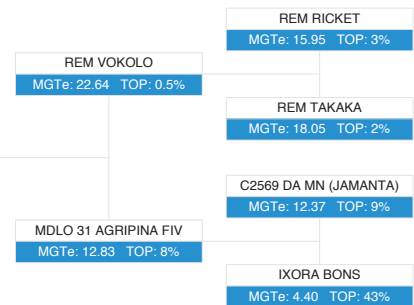 REM RICKET
MGTe: 15.95 TOP: 3%
REM VOKOLO
MGTe: 22.64 TOP: 0.5%
REM TAKAKA
MGTe: 18.05 TOP: 2%
C2569 DA MN (JAMANTA)
MGTe: 12.37 TOP: 9%
MDLO 31 AGRIPINA FIV
MGTe: 12.83 TOP: 8%
IXORA BONS
MGTe: 4.40 TOP: 43%